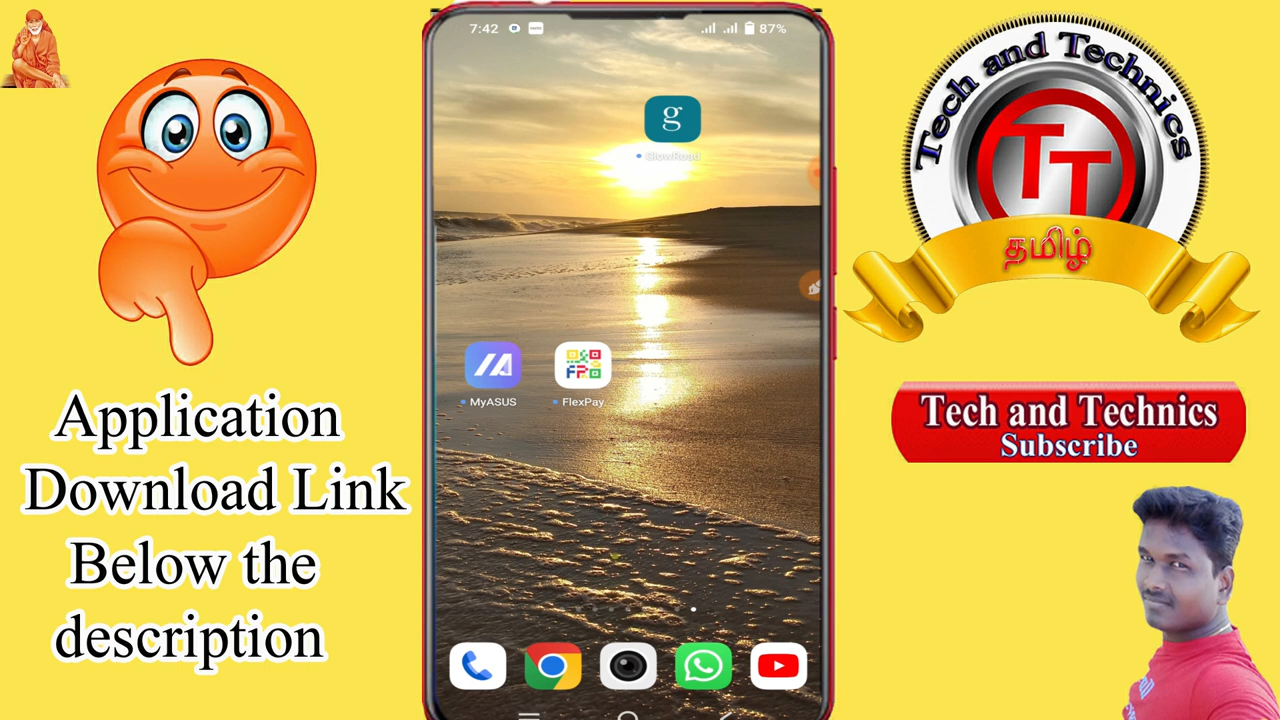 7:42
87%
GlowRoad
MyASUS
FlexPay
Application
Download Link
Below the
description
Tech and Technics
TT
தமிழ்
Tech and Technics
Subscribe